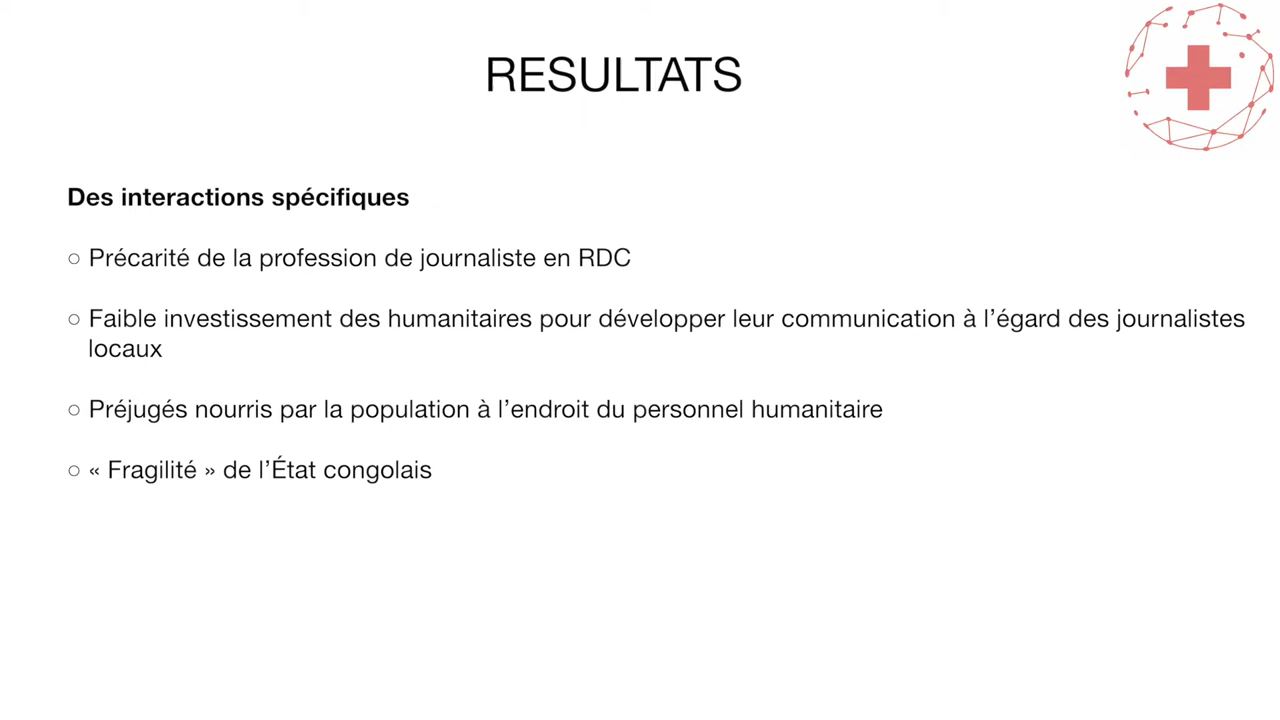 RESULTATS
Des interactions spécifiques
○ Précarité de la profession de journaliste en RDC
○ Faible investissement des humanitaires pour développer leur communication à l’égard des journalistes
locaux
○ Préjugés nourris par la population à l’endroit du personnel humanitaire
○ « Fragilité » de l’État congolais